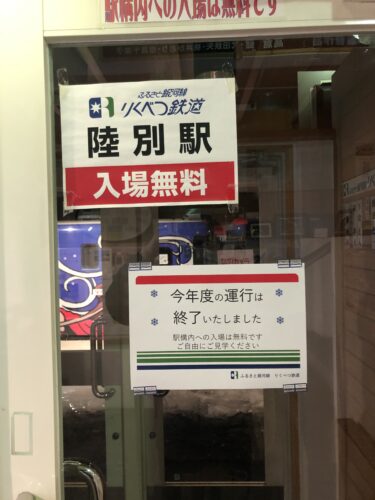 駅構内への入場は無料です
ふるさと銀河線
りくべつ鉄道
陸別駅
入場無料
今年度の運行は
終了いたしました
駅構内への入場は無料です
ご自由にご見学ください
ふるさと銀河線 りくべつ鉄道